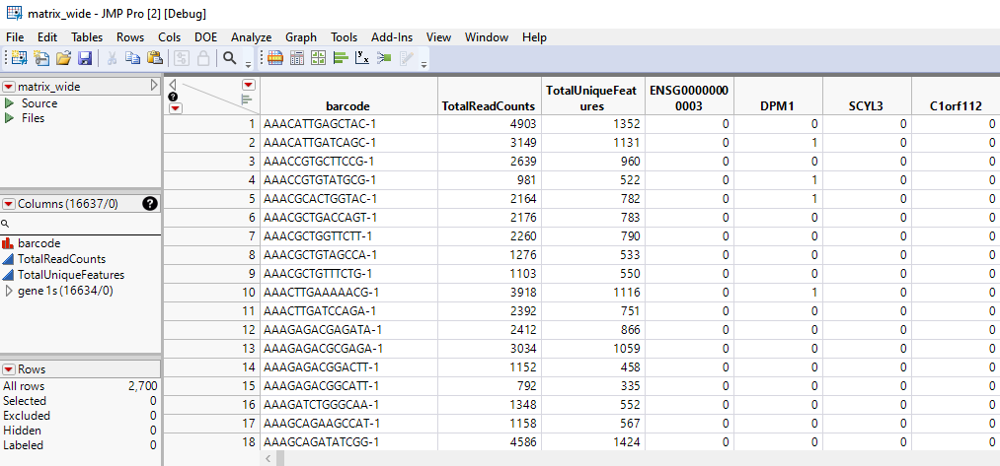 matrix_wide - JMP Pro [2] [Debug]
File Edit Tables Rows Cols DOE Analyze Graph Tools Add-Ins View Window Help
matrix_wide
Source
Files
Columns (16637/0)
barcode
TotalReadCounts
TotalUniqueFeatures
gene 1s (16634/0)
Rows
All rows 2,700
Selected 0
Excluded 0
Hidden 0
Labeled 0
barcode TotalReadCounts TotalUniqueFeat
ures ENSG0000000
0003 DPM1 SCYL3 C1orf112
1 AAACATTGAGCTAC-1 4903 1352 0 0 0 0
2 AAACATTGATCAGC-1 3149 1131 0 1 0 0
3 AAACCGTGCTTCCG-1 2639 960 0 0 0 0
4 AAACCGTGTATGCG-1 981 522 0 1 0 0
5 AAACGCACTGGTAC-1 2164 782 0 1 0 0
6 AAACGCTGACCAGT-1 2176 783 0 0 0 0
7 AAACGCTGGTTCTT-1 2260 790 0 0 0 0
8 AAACGCTGTAGCCA-1 1276 533 0 0 0 0
9 AAACGCTGTTTCTG-1 1103 550 0 0 0 0
10 AAACTTGAAAAACG-1 3918 1116 0 1 0 0
11 AAACTTGATCCAGA-1 2392 751 0 0 0 0
12 AAAGAGACGAGATA-1 2412 866 0 0 0 0
13 AAAGAGACGCGAGA-1 3034 1059 0 0 0 0
14 AAAGAGACGGACTT-1 1152 458 0 0 0 0
15 AAAGAGACGGCATT-1 792 335 0 0 0 0
16 AAAGATCTGGGCAA-1 1348 552 0 0 0 0
17 AAAGCAGAAGCCAT-1 1158 567 0 0 0 0
18 AAAGCAGATATCGG-1 4586 1424 0 0 0 0